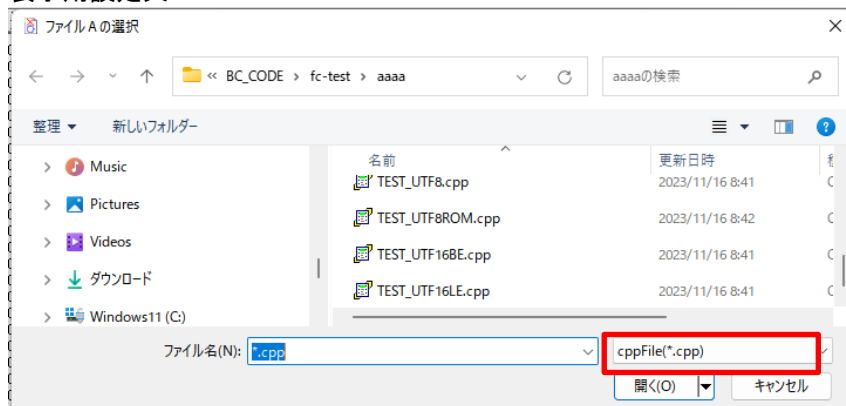 ファイル A の選択
« BC_CODE › fc-test › aaaa
aaaaの検索
整理 ▼ 新しいフォルダー
名前 更新日時
Music
Pictures
Videos
ダウンロード
Windows11 (C:)
TEST_UTF8.cpp 2023/11/16 8:41
TEST_UTF8ROM.cpp 2023/11/16 8:42
TEST_UTF16BE.cpp 2023/11/16 8:41
TEST_UTF16LE.cpp 2023/11/16 8:41
ファイル名(N): *.cpp
cppFile(*.cpp)
開く(O) キャンセル